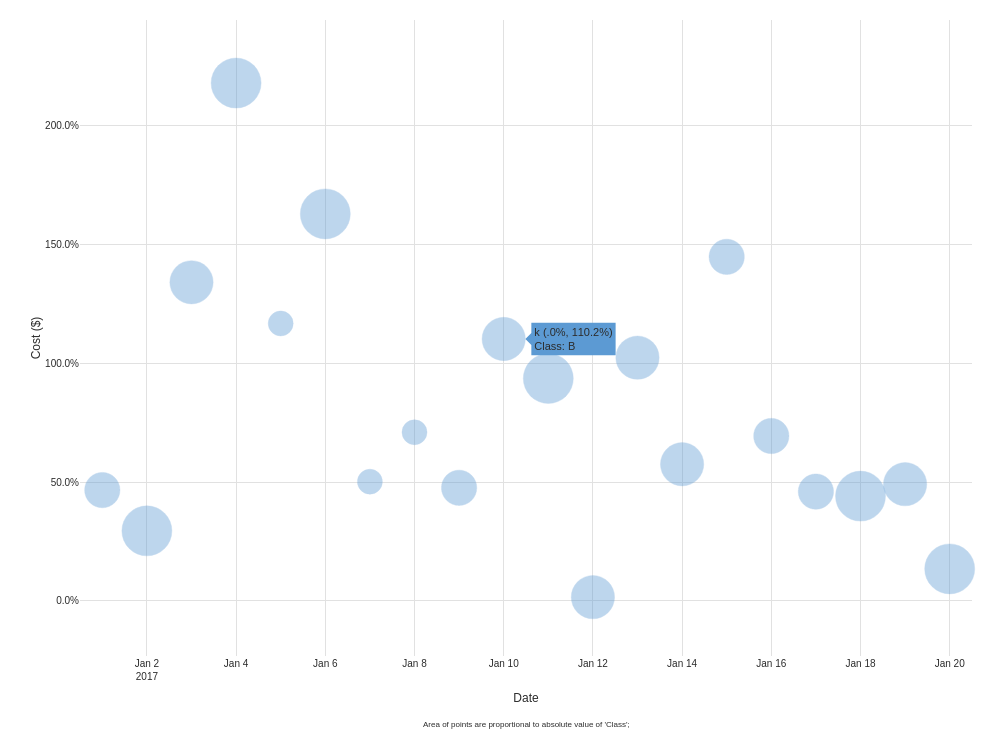 200.0%
150.0%
100.0%
50.0%
0.0%
Cost ($)
k (.0%, 110.2%)
Class: B
Jan 2
2017
Jan 4
Jan 6
Jan 8
Jan 10
Jan 12
Jan 14
Jan 16
Jan 18
Jan 20
Date
Area of points are proportional to absolute value of 'Class';